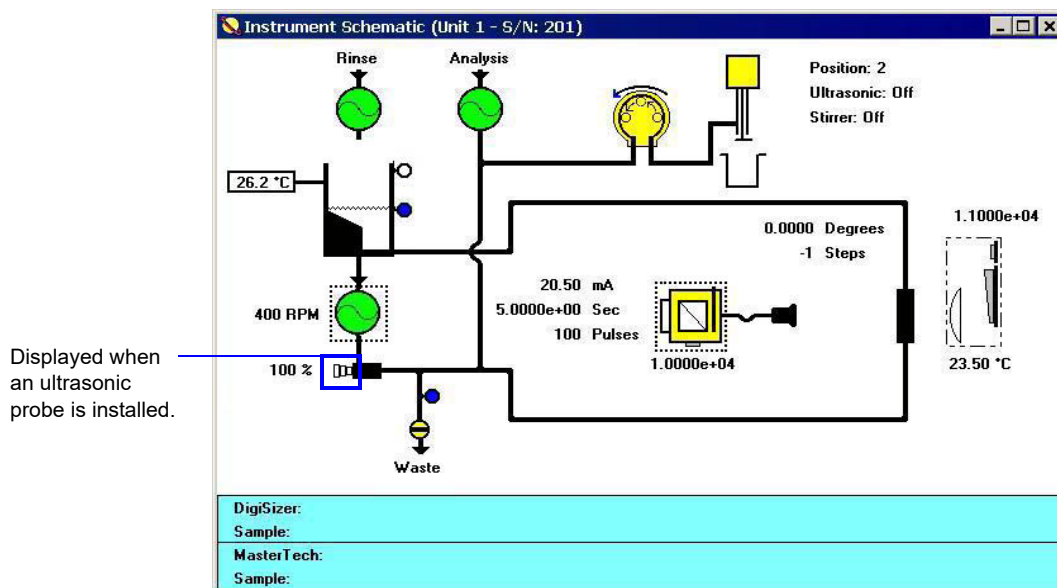 Instrument Schematic (Unit 1 - S/N: 201)
Rinse
Analysis
Position: 2
Ultrasonic: Off
Stirrer: Off
26.2 °C
1.1000e+04
0.0000 Degrees
-1 Steps
20.50 mA
5.0000e+00 Sec
100 Pulses
400 RPM
1.0000e+04
23.50 °C
Displayed when
an ultrasonic
probe is installed.
100 %
Waste
DigiSizer:
Sample:
MasterTech:
Sample: